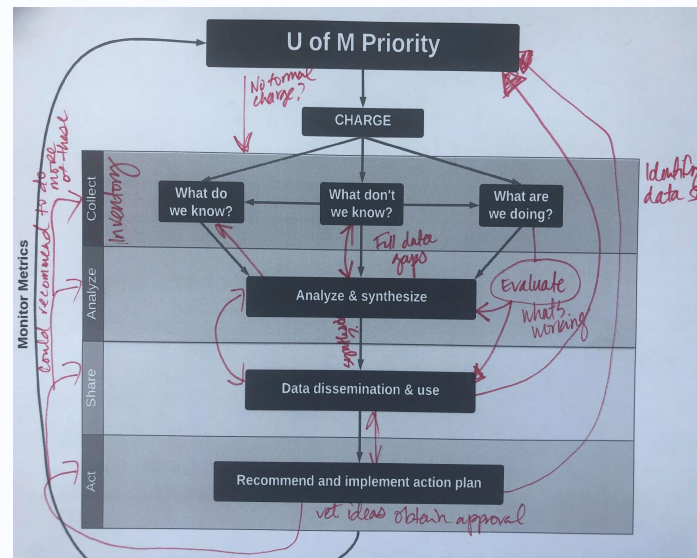 U of M Priority
No formal
charge?
CHARGE
could recommend to do more
of these
Collect
Inventory
What do
we know?
What don't
we know?
What are
we doing?
Identify
data
Fill data
gaps
Monitor Metrics
Analyze
Analyze & synthesize
Evaluate
what's
working
synthesis
?
Share
Data dissemination & use
Act
Recommend and implement action plan
vet ideas obtain approval